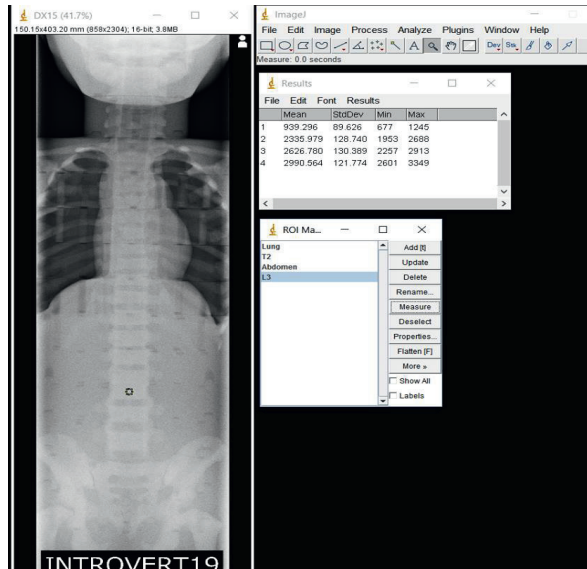 DX15 (41.7%)
150.15x403.20 mm (858x2304); 16-bit; 3.8MB
INTROVERT19
ImageJ
File Edit Image Process Analyze Plugins Window Help
Dev Stk
Measure: 0.0 seconds
Results
File Edit Font Results
Mean StdDev Min Max
1 939.296 89.626 677 1245
2 2335.979 128.740 1953 2688
3 2626.780 130.389 2257 2913
4 2990.564 121.774 2601 3349
ROI Ma...
Lung
T2
Abdomen
L3
Add [t]
Update
Delete
Rename...
Measure
Deselect
Properties...
Flatten [F]
More »
Show All
Labels